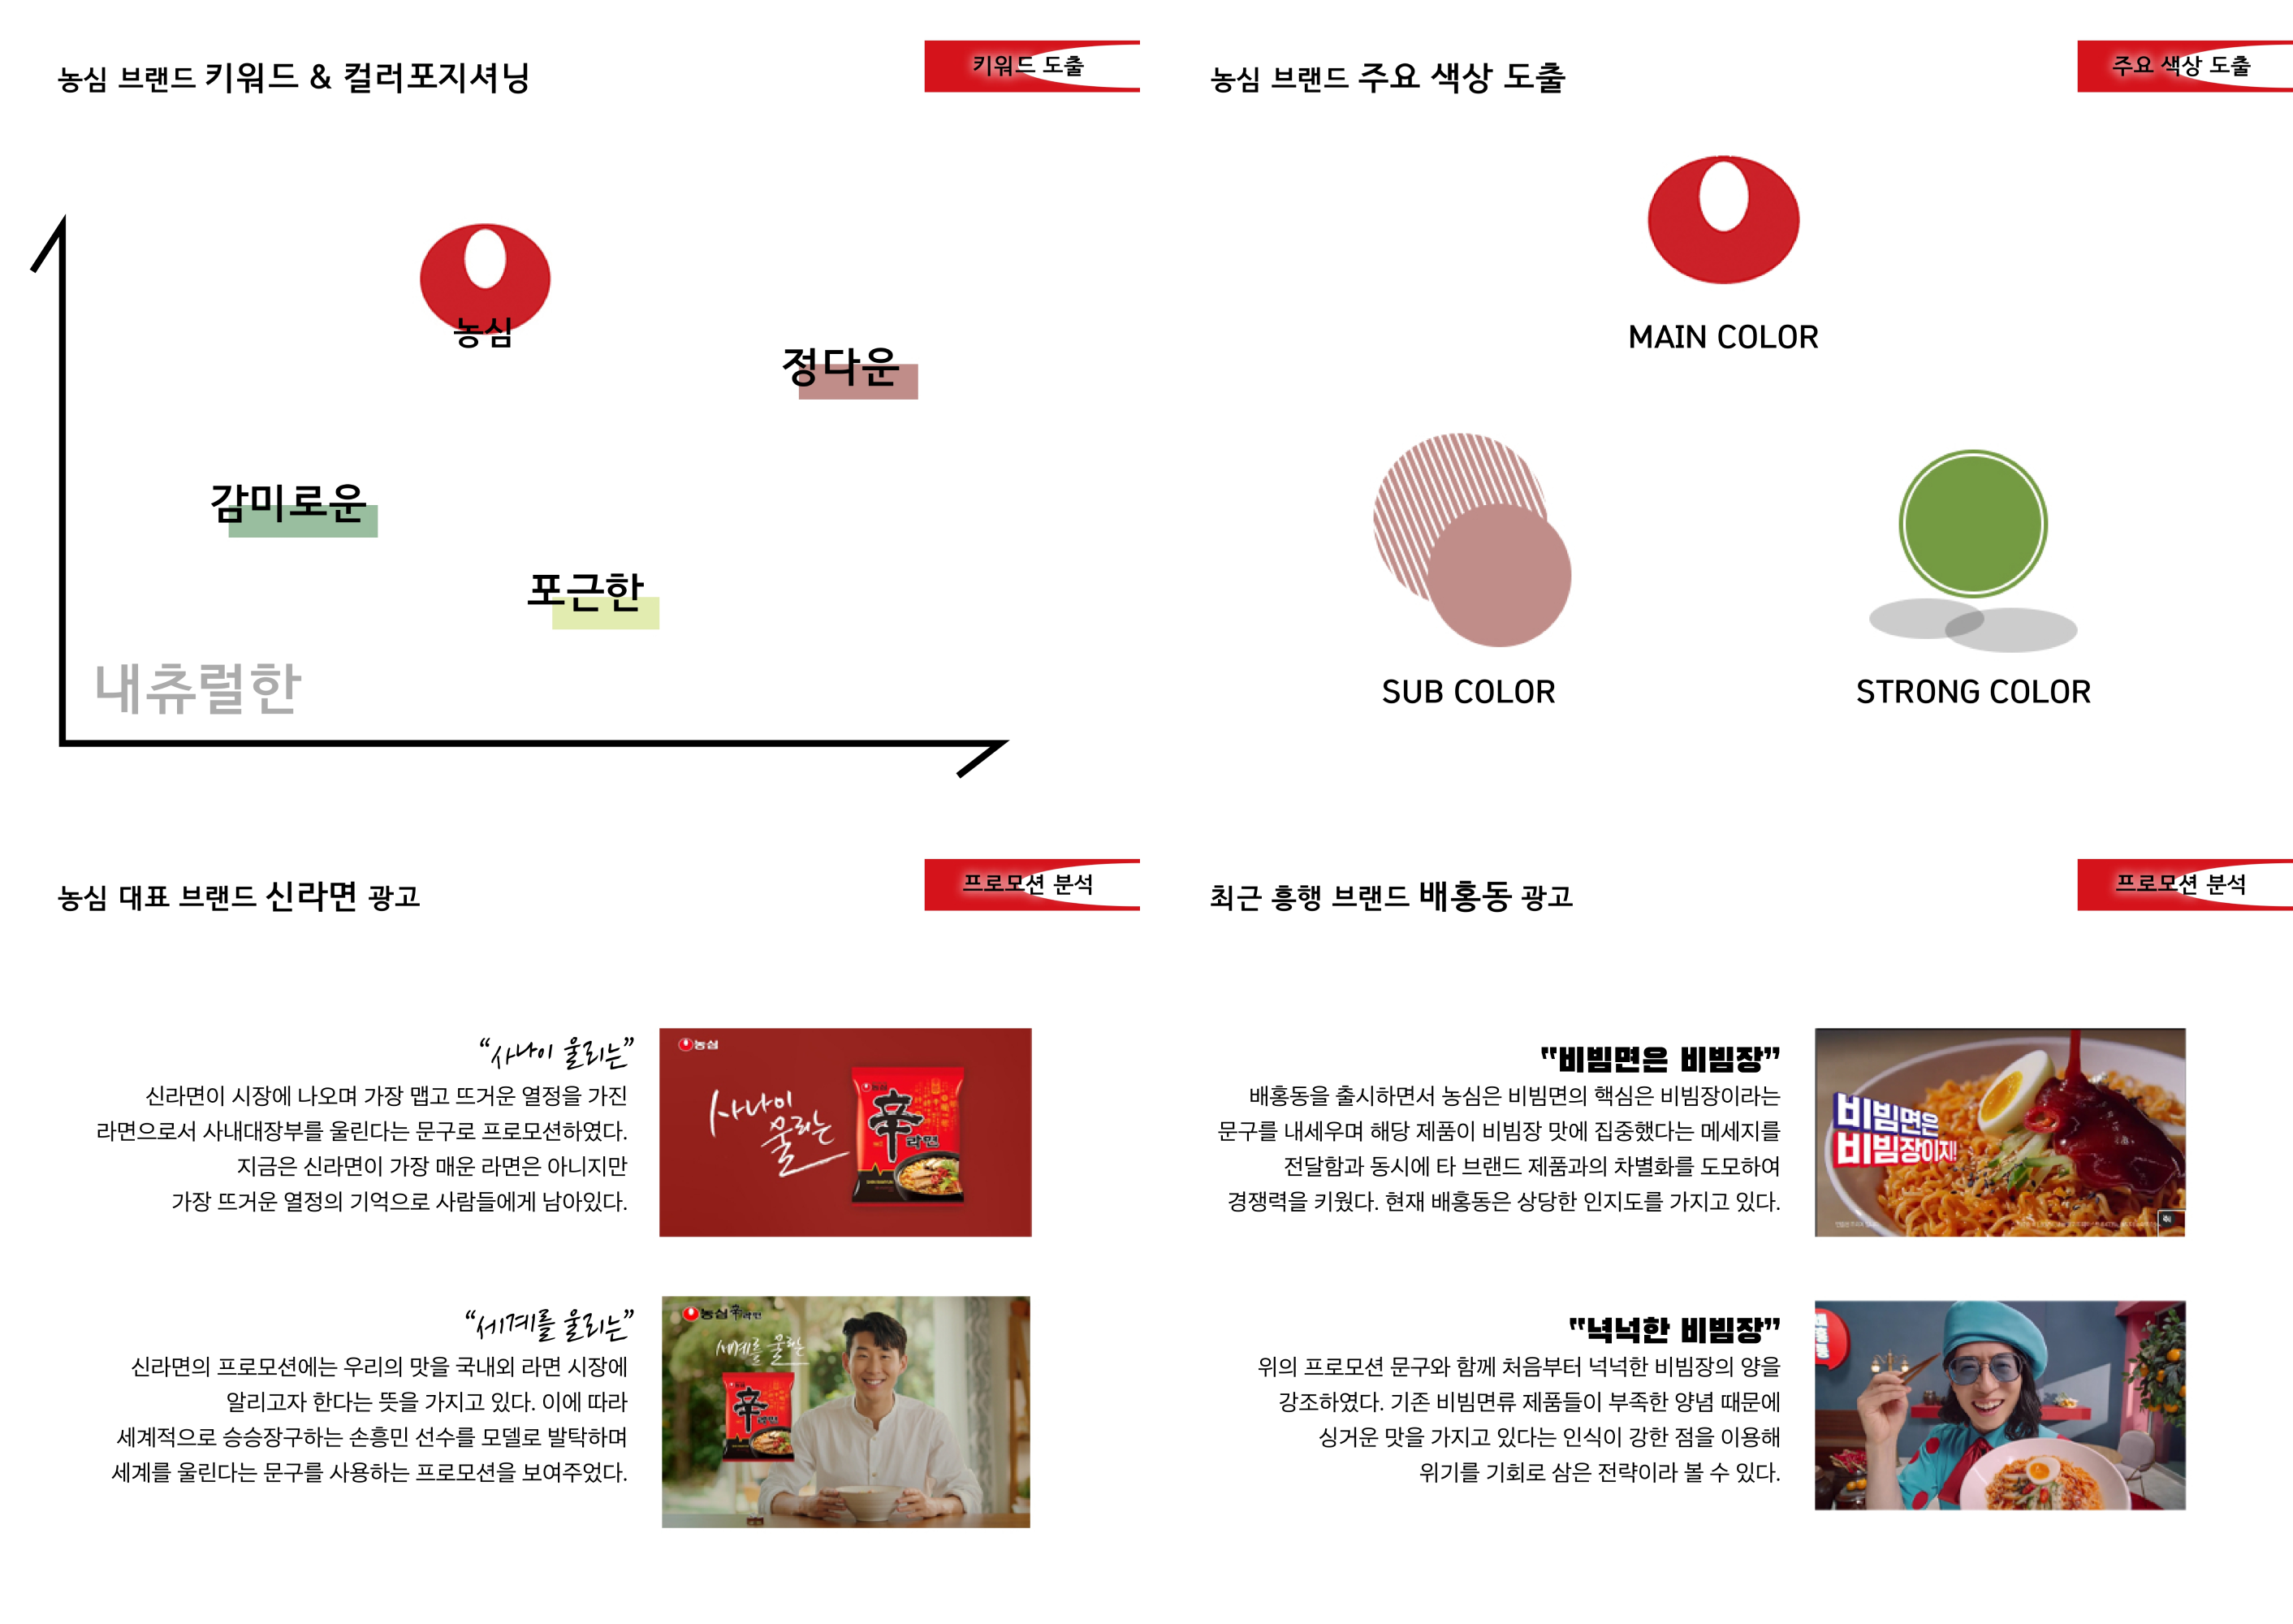 농심 브랜드 키워드 & 컬러포지셔닝
키워드 도출
농심
정다운
감미로운
포근한
내츄럴한
농심 브랜드 주요 색상 도출
주요 색상 도출
MAIN COLOR
SUB COLOR
STRONG COLOR
농심 대표 브랜드 신라면 광고
프로모션 분석
“사나이 울리는”
신라면이 시장에 나오며 가장 맵고 뜨거운 열정을 가진
라면으로서 사내대장부를 울린다는 문구로 프로모션하였다.
지금은 신라면이 가장 매운 라면은 아니지만
가장 뜨거운 열정의 기억으로 사람들에게 남아있다.
농심
사나이
울리는
농심
辛
라면
“세계를 울리는”
신라면의 프로모션에는 우리의 맛을 국내외 라면 시장에
알리고자 한다는 뜻을 가지고 있다. 이에 따라
세계적으로 승승장구하는 손흥민 선수를 모델로 발탁하며
세계를 울린다는 문구를 사용하는 프로모션을 보여주었다.
농심 辛라면
세계를 울리는
辛
라면
최근 흥행 브랜드 배홍동 광고
프로모션 분석
“비빔면은 비빔장”
배홍동을 출시하면서 농심은 비빔면의 핵심은 비빔장이라는
문구를 내세우며 해당 제품이 비빔장 맛에 집중했다는 메세지를
전달함과 동시에 타 브랜드 제품과의 차별화를 도모하여
경쟁력을 키웠다. 현재 배홍동은 상당한 인지도를 가지고 있다.
비빔면은
비빔장이지!
“넉넉한 비빔장”
위의 프로모션 문구와 함께 처음부터 넉넉한 비빔장의 양을
강조하였다. 기존 비빔면류 제품들이 부족한 양념 때문에
싱거운 맛을 가지고 있다는 인식이 강한 점을 이용해
위기를 기회로 삼은 전략이라 볼 수 있다.